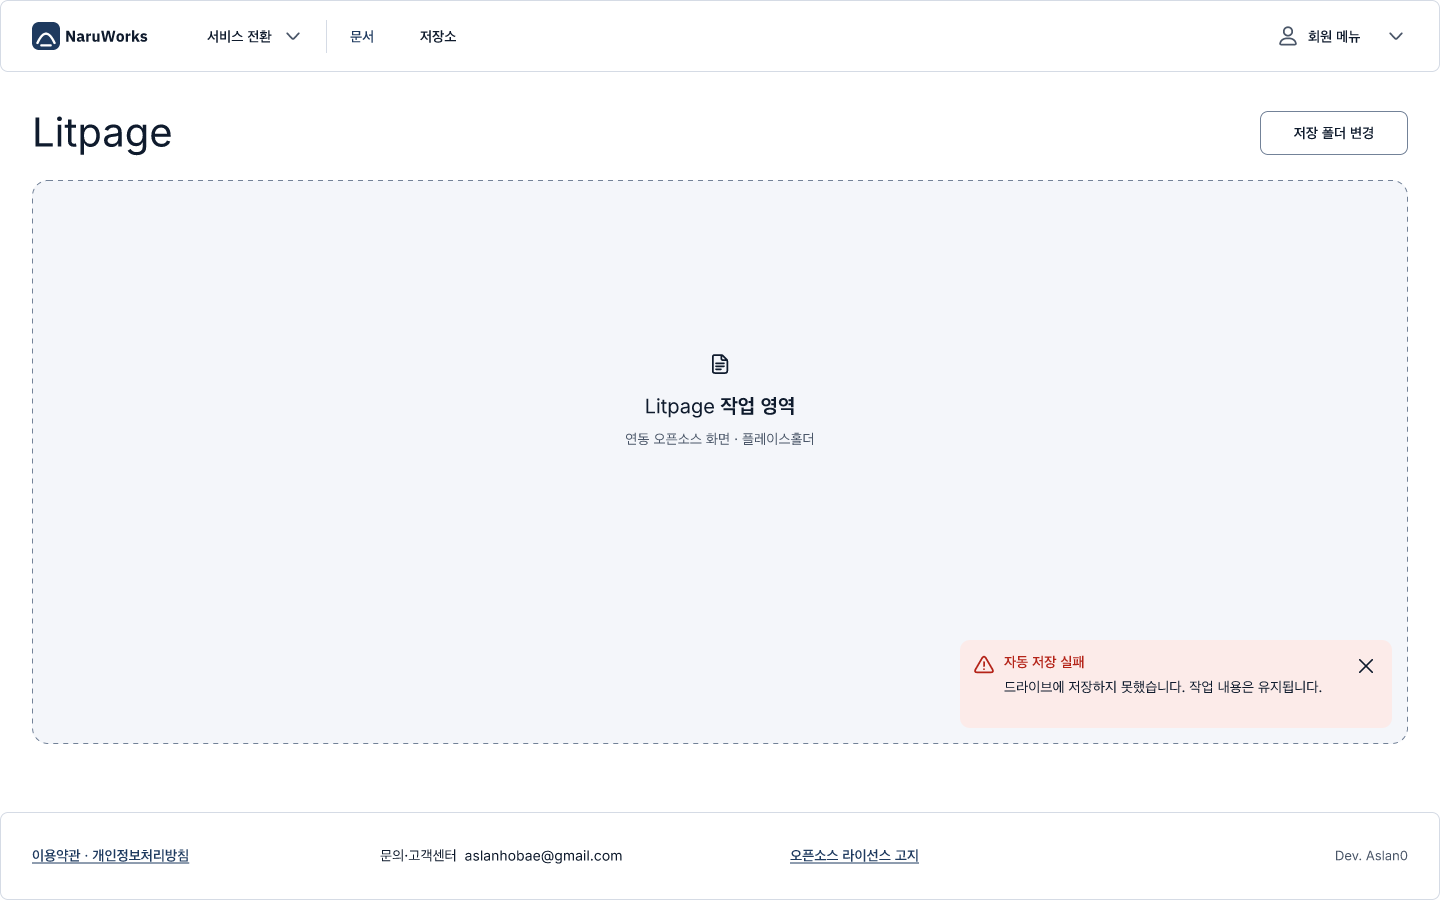 NaruWorks
서비스 전환
문서
저장소
회원 메뉴
Litpage
저장 폴더 변경
Litpage 작업 영역
연동 오픈소스 화면 · 플레이스홀더
자동 저장 실패
드라이브에 저장하지 못했습니다. 작업 내용은 유지됩니다.
이용약관 · 개인정보처리방침
문의·고객센터 aslanhobae@gmail.com
오픈소스 라이선스 고지
Dev. Aslan0